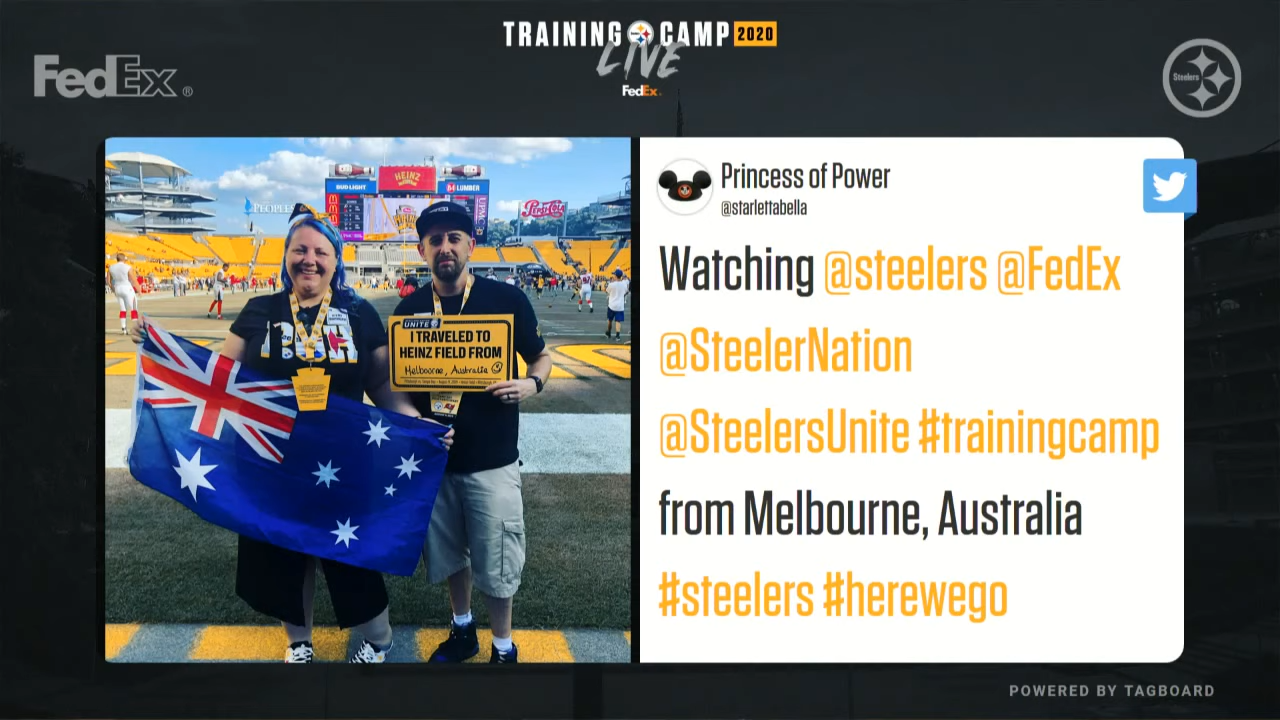 TRAINING CAMP 2020
LIVE
FedEx
FedEx®
Steelers
Princess of Power
@starlettabella
Watching @steelers @FedEx
@SteelerNation
@SteelersUnite #trainingcamp
from Melbourne, Australia
#steelers #herewego
HEINZ
BUD LIGHT
LUMBER
UPMC
PEOPLES
Pirates
UNITE
I TRAVELED TO
HEINZ FIELD FROM
Melbourne, Australia
POWERED BY TAGBOARD